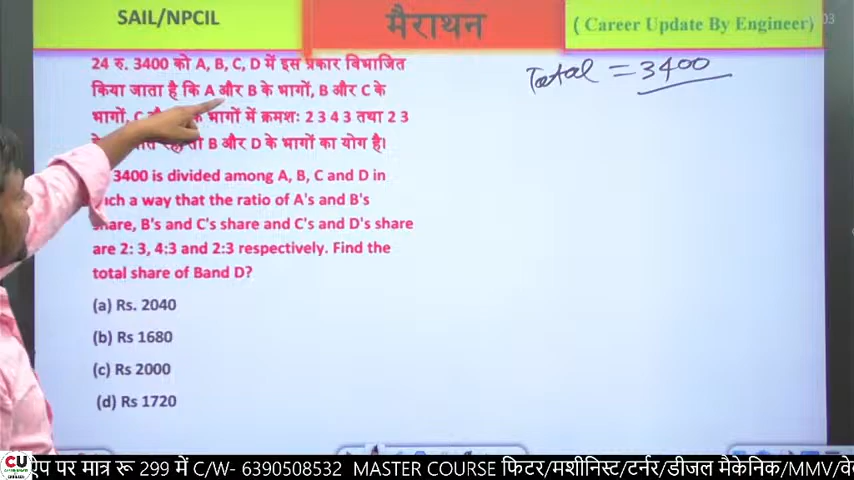 SAIL/NPCIL
मैराथन
( Career Update By Engineer)
03
24 रु. 3400 को A, B, C, D में इस प्रकार विभाजित
किया जाता है कि A और B के भागों, B और C के
भागों, C के भागों में क्रमशः 2 3 4 3 तथा 2 3
B और D के भागों का योग है।
3400 is divided among A, B, C and D in
such a way that the ratio of A's and B's
share, B's and C's share and C's and D's share
are 2: 3, 4:3 and 2:3 respectively. Find the
total share of Band D?
(a) Rs. 2040
(b) Rs 1680
(c) Rs 2000
(d) Rs 1720
Total = 3400
CU
ऐप पर मात्र रू 299 में C/W- 6390508532 MASTER COURSE फिटर/मशीनिस्ट/टर्नर/डीजल मैकेनिक/MMV/वे